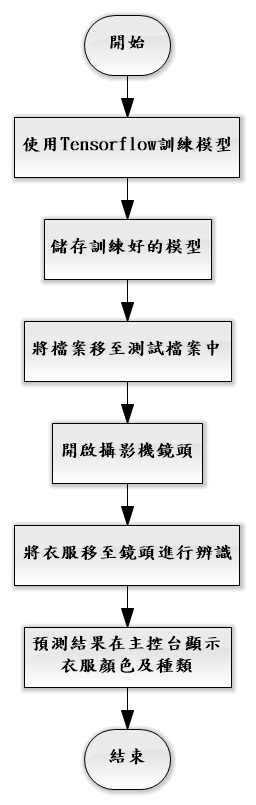 開始
使用Tensorflow訓練模型
儲存訓練好的模型
將檔案移至測試檔案中
開啟攝影機鏡頭
將衣服移至鏡頭進行辨識
預測結果在主控台顯示
衣服顏色及種類
結束